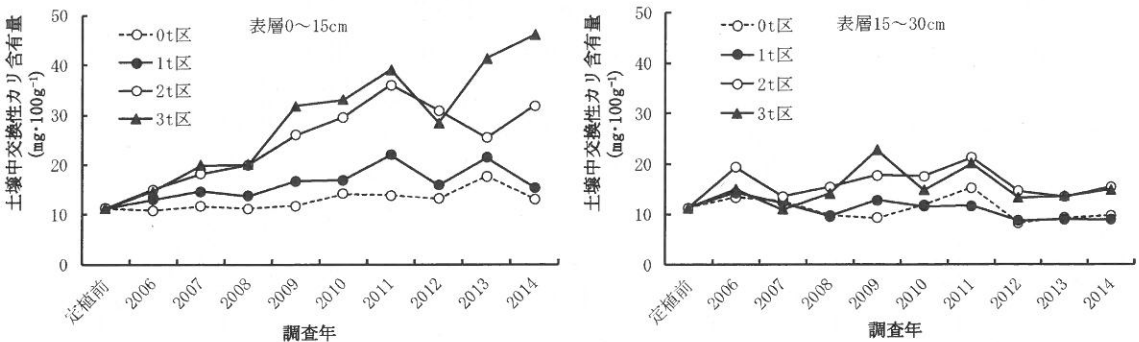 土壌中交換性カリ含有量
(mg・100g⁻¹)
50
40
30
20
10
0
表層0～15cm
0t区
1t区
2t区
3t区
定植前
2006
2007
2008
2009
2010
2011
2012
2013
2014
調査年
土壌中交換性カリ含有量
(mg・100g⁻¹)
50
40
30
20
10
0
表層15～30cm
0t区
1t区
2t区
3t区
定植前
2006
2007
2008
2009
2010
2011
2012
2013
2014
調査年